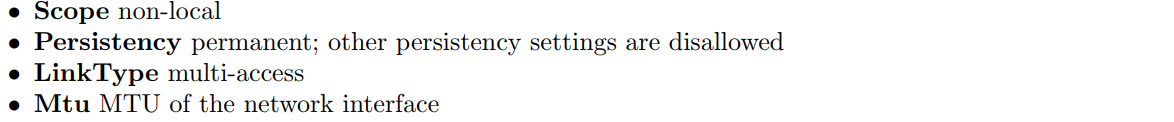 • Scope non-local
• Persistency permanent; other persistency settings are disallowed
• LinkType multi-access
• Mtu MTU of the network interface